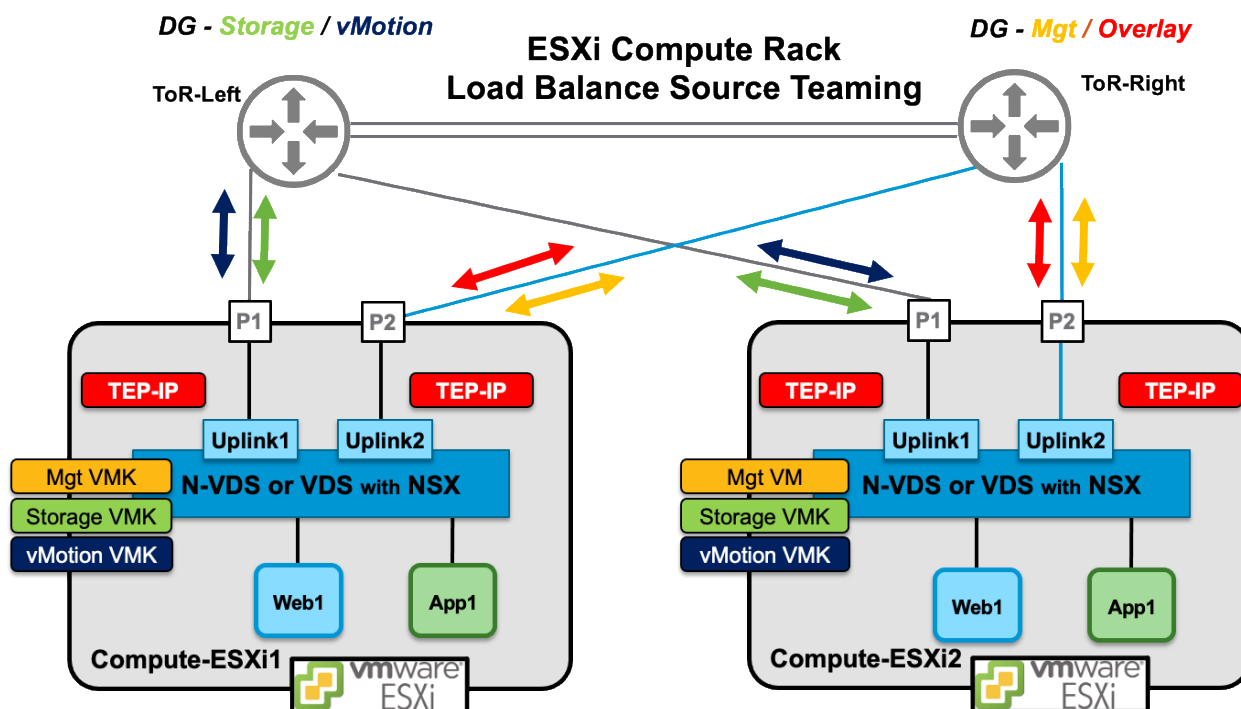 DG - Storage / vMotion
DG - Mgt / Overlay
ESXi Compute Rack
Load Balance Source Teaming
ToR-Left
ToR-Right
P1
P2
P1
P2
TEP-IP
TEP-IP
TEP-IP
TEP-IP
Uplink1
Uplink2
Uplink1
Uplink2
Mgt VMK
N-VDS or VDS with NSX
Storage VMK
vMotion VMK
Mgt VM
N-VDS or VDS with NSX
Storage VMK
vMotion VMK
Web1
App1
Web1
App1
Compute-ESXi1
Compute-ESXi2
vmware®
ESXi
vmware®
ESXi